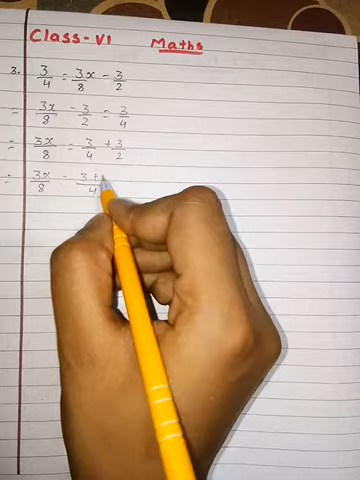 Class-VI Maths
3. 3/4 = 3x/8 - 3/2
= 3x/8 - 3/2 = 3/4
= 3x/8 = 3/4 + 3/2
= 3x/8 = 3+/4